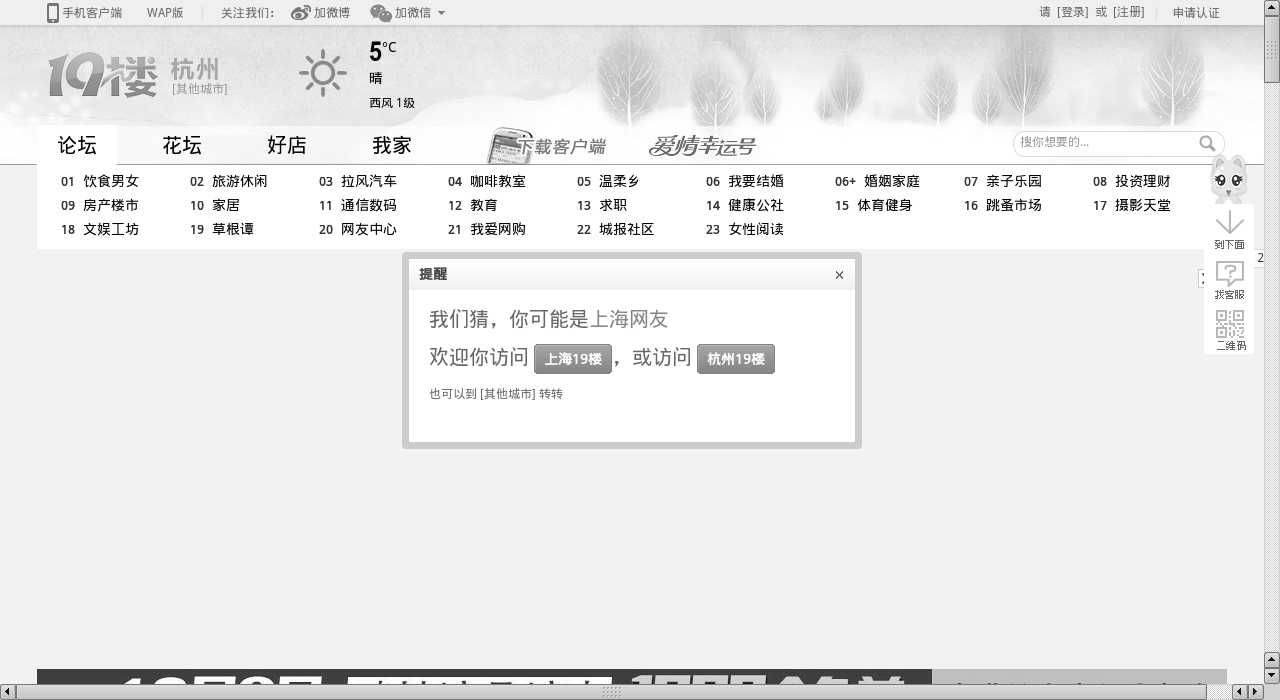 手机客户端 WAP版 关注我们： 加微博 加微信 请 [登录] 或 [注册] 申请认证
19楼 杭州 [其他城市]
5°C
晴
西风 1级
论坛 花坛 好店 我家 下载客户端 爱情幸运号 搜你想要的...
01 饮食男女 02 旅游休闲 03 拉风汽车 04 咖啡教室 05 温柔乡 06 我要结婚 06+ 婚姻家庭 07 亲子乐园 08 投资理财
09 房产楼市 10 家居 11 通信数码 12 教育 13 求职 14 健康公社 15 体育健身 16 跳蚤市场 17 摄影天堂
18 文娱工坊 19 草根谭 20 网友中心 21 我爱网购 22 城报社区 23 女性阅读
到下面
找客服
二维码
2
提醒 ×
我们猜，你可能是上海网友
欢迎你访问 上海19楼 ，或访问 杭州19楼
也可以到 [其他城市] 转转